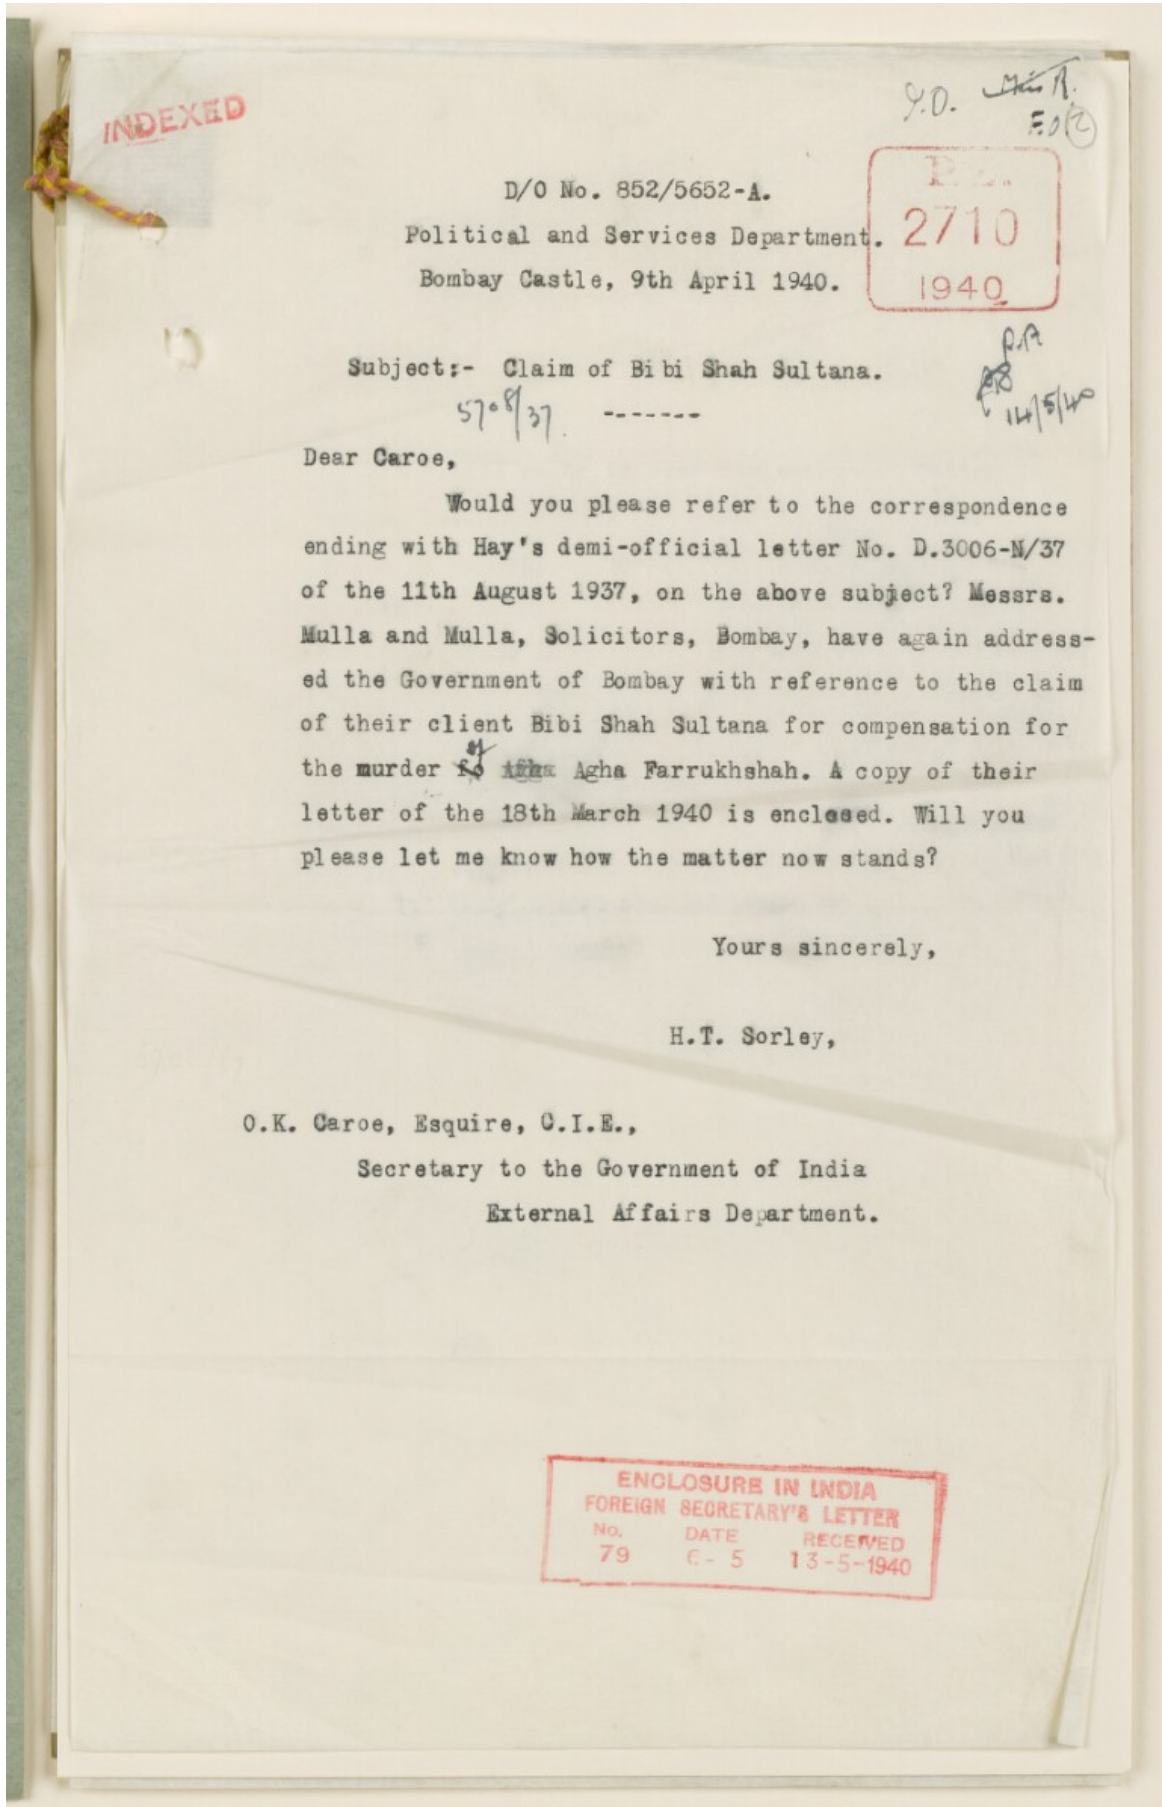 INDEXED
Y.O.
F.O (2)
P.Z.
2710
1940
D/O No. 852/5652-A.
Political and Services Department.
Bombay Castle, 9th April 1940.
P.A
14/5/40
Subject:- Claim of Bibi Shah Sultana.
5708/37.
-------
Dear Caroe,
Would you please refer to the correspondence
ending with Hay's demi-official letter No. D.3006-N/37
of the 11th August 1937, on the above subject? Messrs.
Mulla and Mulla, Solicitors, Bombay, have again address-
ed the Government of Bombay with reference to the claim
of their client Bibi Shah Sultana for compensation for
the murder of Agha Farrukhshah. A copy of their
letter of the 18th March 1940 is enclosed. Will you
please let me know how the matter now stands?
Yours sincerely,
H.T. Sorley,
O.K. Caroe, Esquire, C.I.E.,
Secretary to the Government of India
External Affairs Department.
ENCLOSURE IN INDIA
FOREIGN SECRETARY'S LETTER
No. DATE RECEIVED
79 6-5 13-5-1940